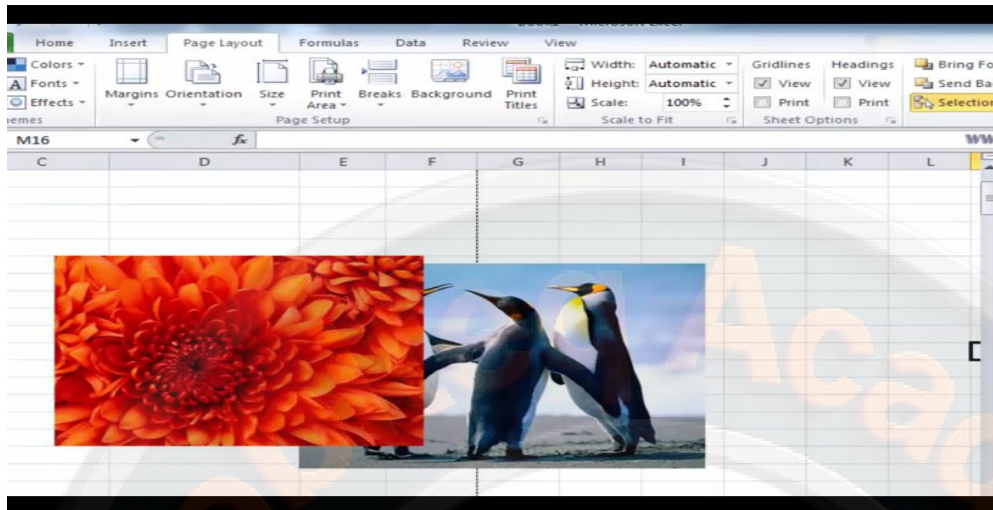 Home Insert Page Layout Formulas Data Review View
Colors Width: Automatic Gridlines Headings Bring Fo
A Fonts Height: Automatic View View Send Ba
Effects Margins Orientation Size Print Area Breaks Background Print Titles Scale: 100% Print Print Selection
emes Page Setup Scale to Fit Sheet Options
M16 fx
C D E F G H I J K L